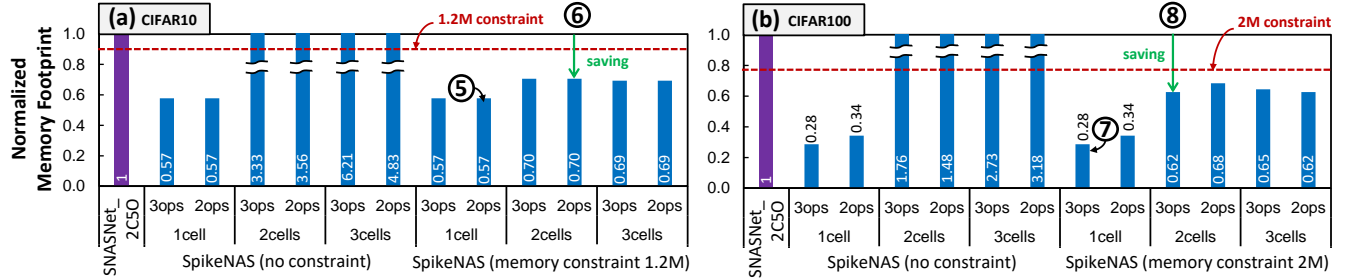 Normalized
Memory Footprint
(a) CIFAR10
1.2M constraint
⑥
saving
⑤
1.0
0.8
0.6
0.4
0.2
0.0
1
0.57
0.57
3.33
3.56
6.21
4.83
0.57
0.57
0.70
0.70
0.69
0.69
SNASNet_
2C5O
3ops 2ops 3ops 2ops 3ops 2ops 3ops 2ops 3ops 2ops 3ops 2ops
1cell 2cells 3cells 1cell 2cells 3cells
SpikeNAS (no constraint) SpikeNAS (memory constraint 1.2M)
(b) CIFAR100
⑧
2M constraint
saving
⑦
1.0
0.8
0.6
0.4
0.2
0.0
1
0.28
0.34
1.76
1.48
2.73
3.18
0.28
0.34
0.62
0.68
0.65
0.62
SNASNet_
2C5O
3ops 2ops 3ops 2ops 3ops 2ops 3ops 2ops 3ops 2ops 3ops 2ops
1cell 2cells 3cells 1cell 2cells 3cells
SpikeNAS (no constraint) SpikeNAS (memory constraint 2M)